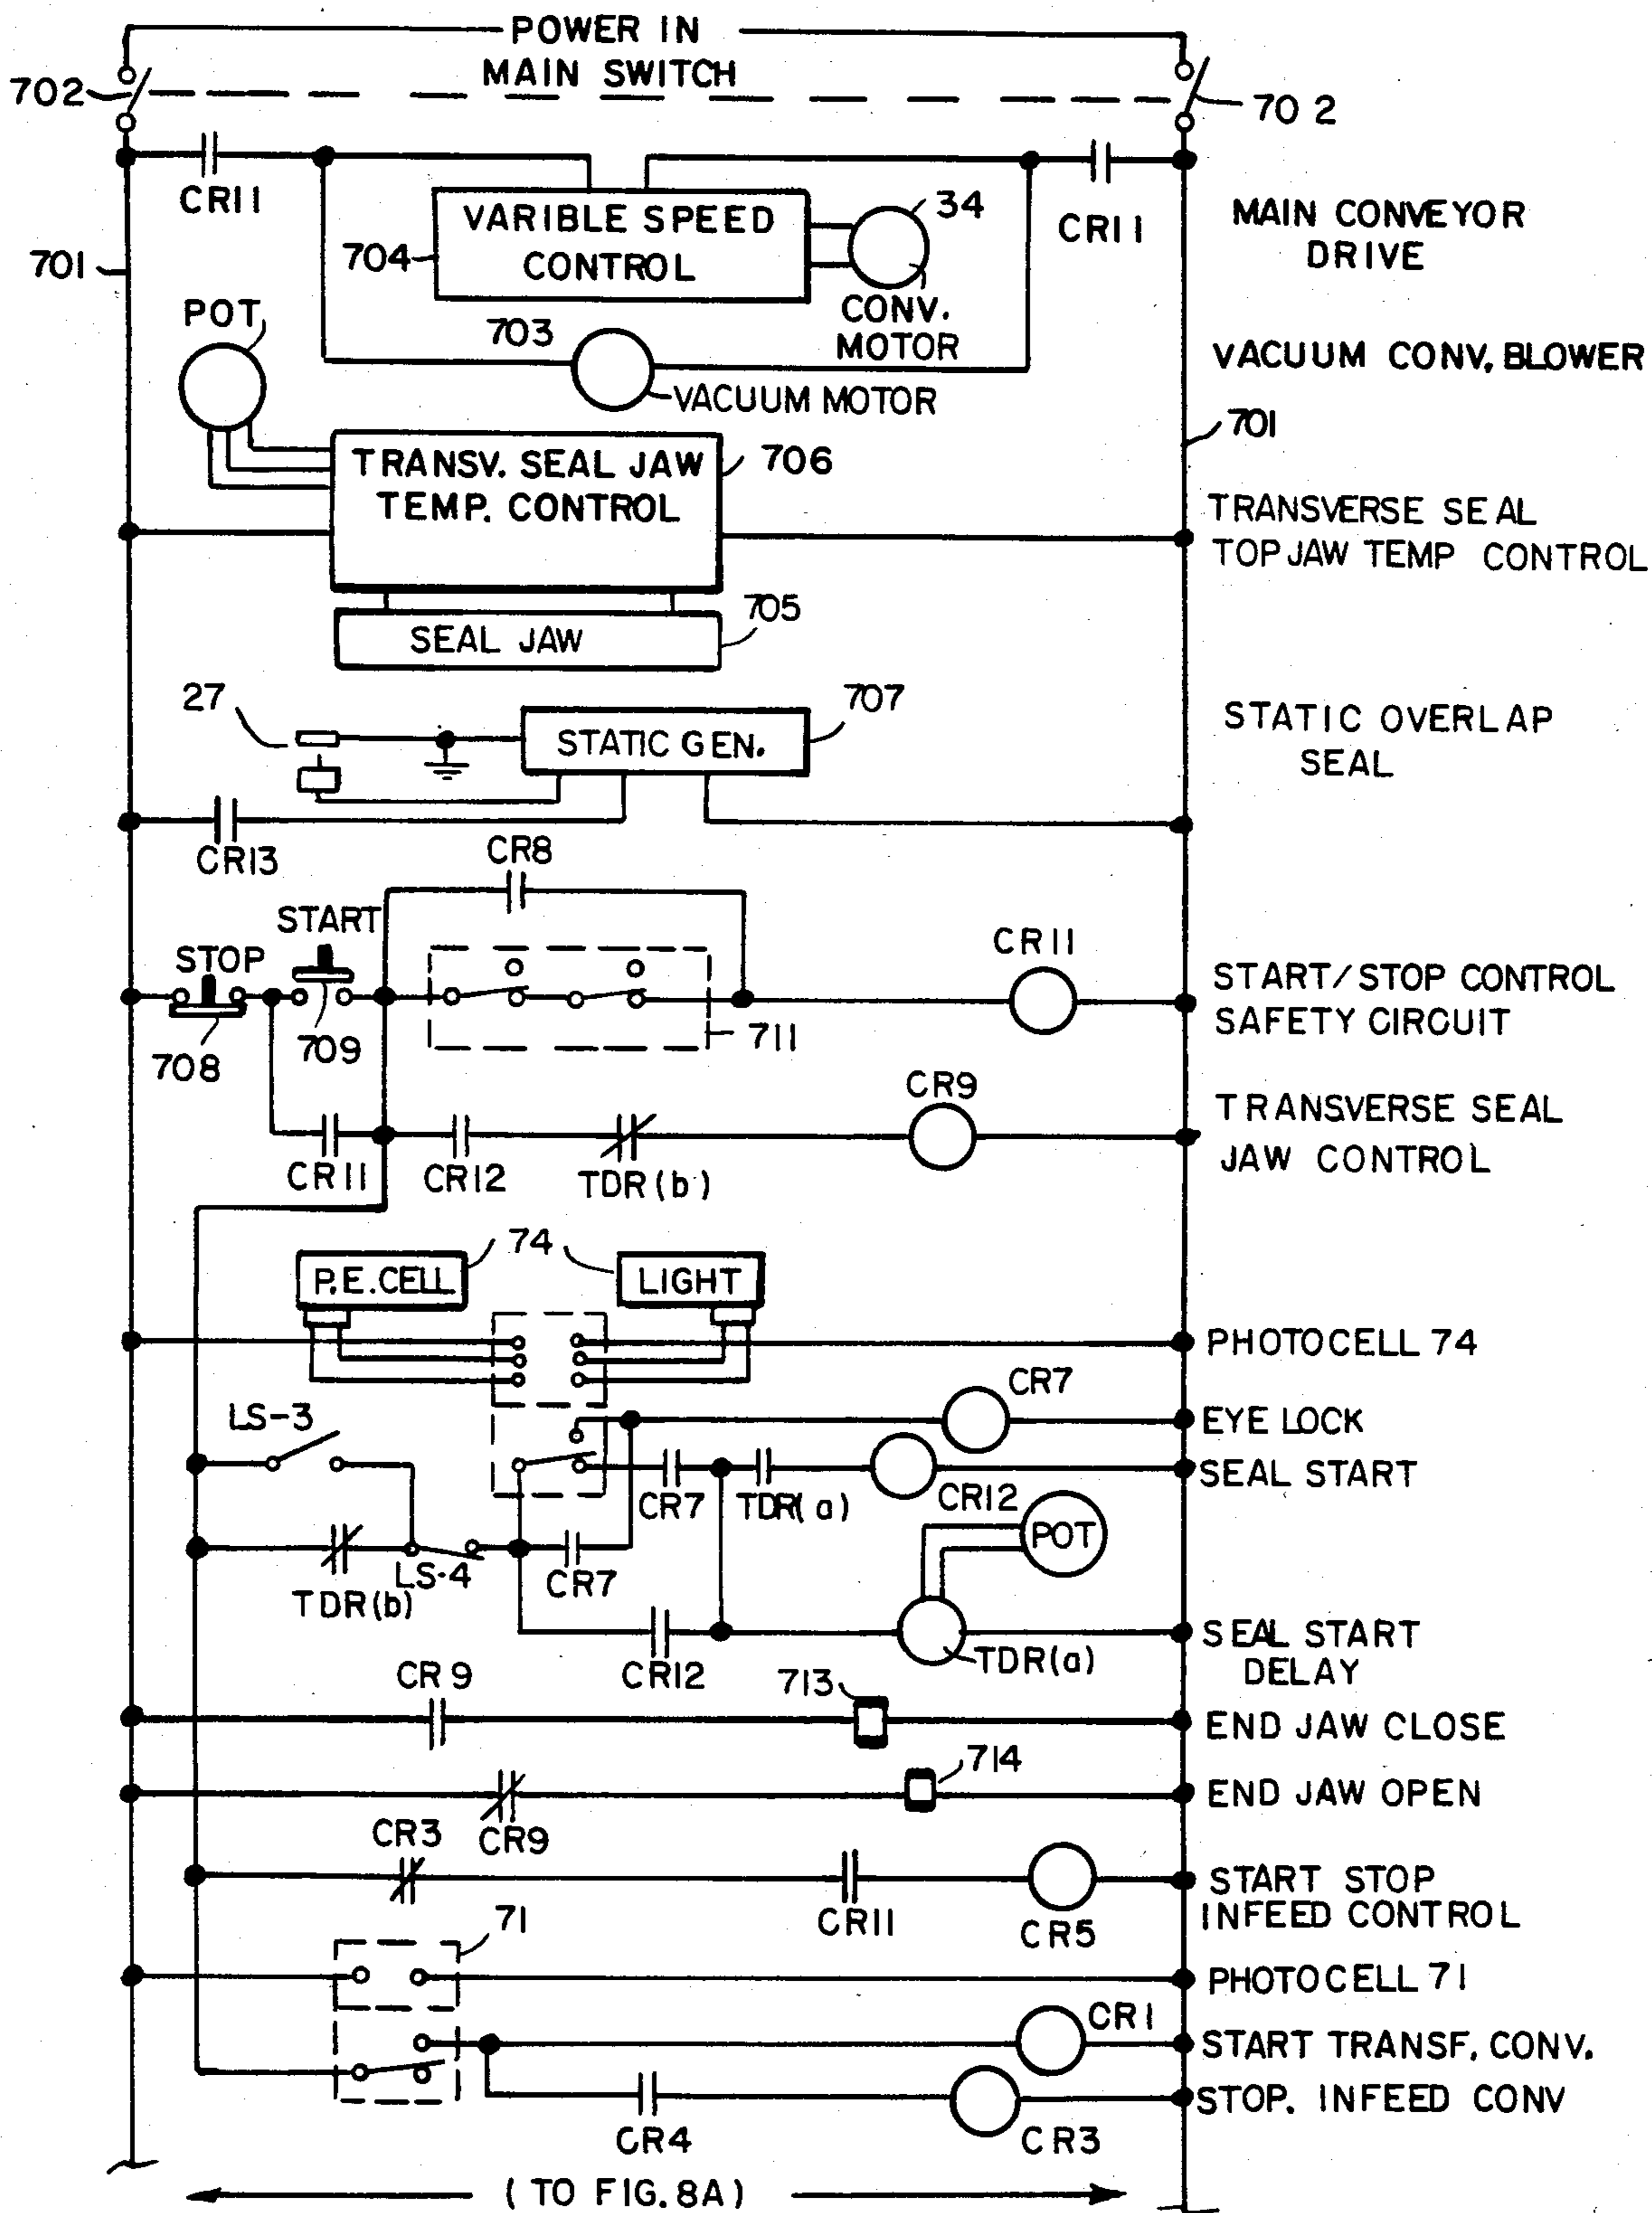 POWER IN
MAIN SWITCH
702
702
CR11
CR11
VARIBLE SPEED
CONTROL
704
34
CONV.
MOTOR
MAIN CONVEYOR
DRIVE
701
POT
703
VACUUM MOTOR
VACUUM CONV. BLOWER
701
TRANSV. SEAL JAW
TEMP. CONTROL
706
TRANSVERSE SEAL
TOP JAW TEMP CONTROL
SEAL JAW
705
27
STATIC GEN.
707
STATIC OVERLAP
SEAL
CR13
CR8
START
STOP
708
709
711
CR11
START/STOP CONTROL
SAFETY CIRCUIT
CR11
CR12
TDR(b)
CR9
TRANSVERSE SEAL
JAW CONTROL
P.E.CELL
74
LIGHT
PHOTOCELL 74
CR7
EYE LOCK
LS-3
CR7
TDR(a)
CR12
SEAL START
POT
TDR(b)
LS-4
CR7
CR12
TDR(a)
SEAL START
DELAY
CR9
713
END JAW CLOSE
CR9
714
END JAW OPEN
CR3
CR11
CR5
START STOP
INFEED CONTROL
71
PHOTOCELL 71
CR1
START TRANSF. CONV.
CR4
CR3
STOP. INFEED CONV
(TO FIG. 8A)